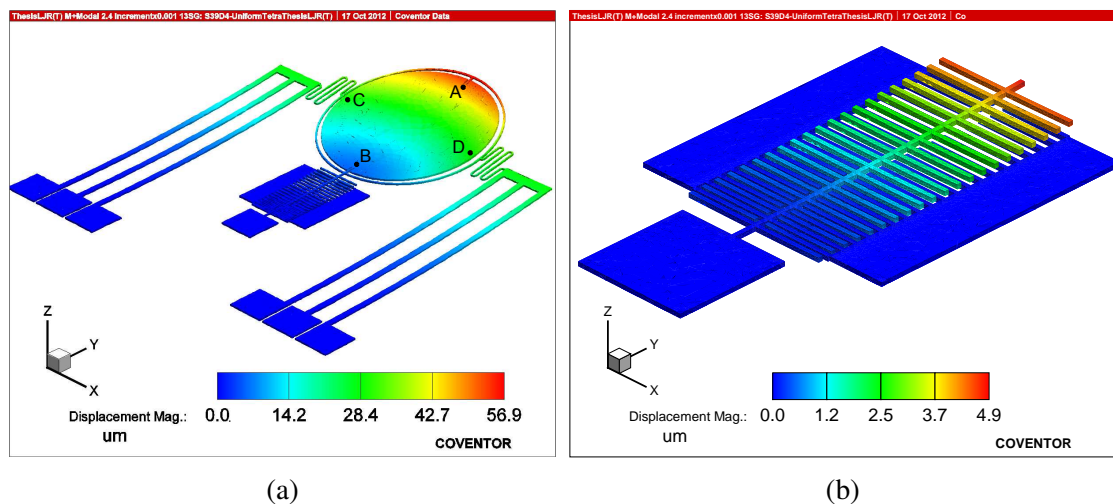 ThesisLJR(T) M+Modal 2.4 incrementx0.001 13SG: S39D4-UniformTetraThesisLJR(T) | 17 Oct 2012 | Coventor Data
A
C
D
B
Z
Y
X
0.0 14.2 28.4 42.7 56.9
Displacement Mag.:
um
COVENTOR
(a)
ThesisLJR(T) M+Modal 2.4 incrementx0.001 13SG: S39D4-UniformTetraThesisLJR(T) | 17 Oct 2012 | Co
Z
Y
X
0.0 1.2 2.5 3.7 4.9
Displacement Mag.:
um
COVENTOR
(b)